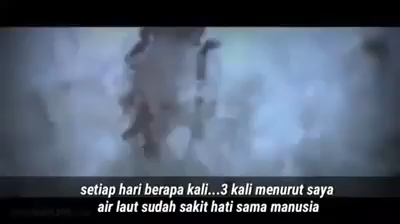 setiap hari berapa kali...3 kali menurut saya
air laut sudah sakit hati sama manusia